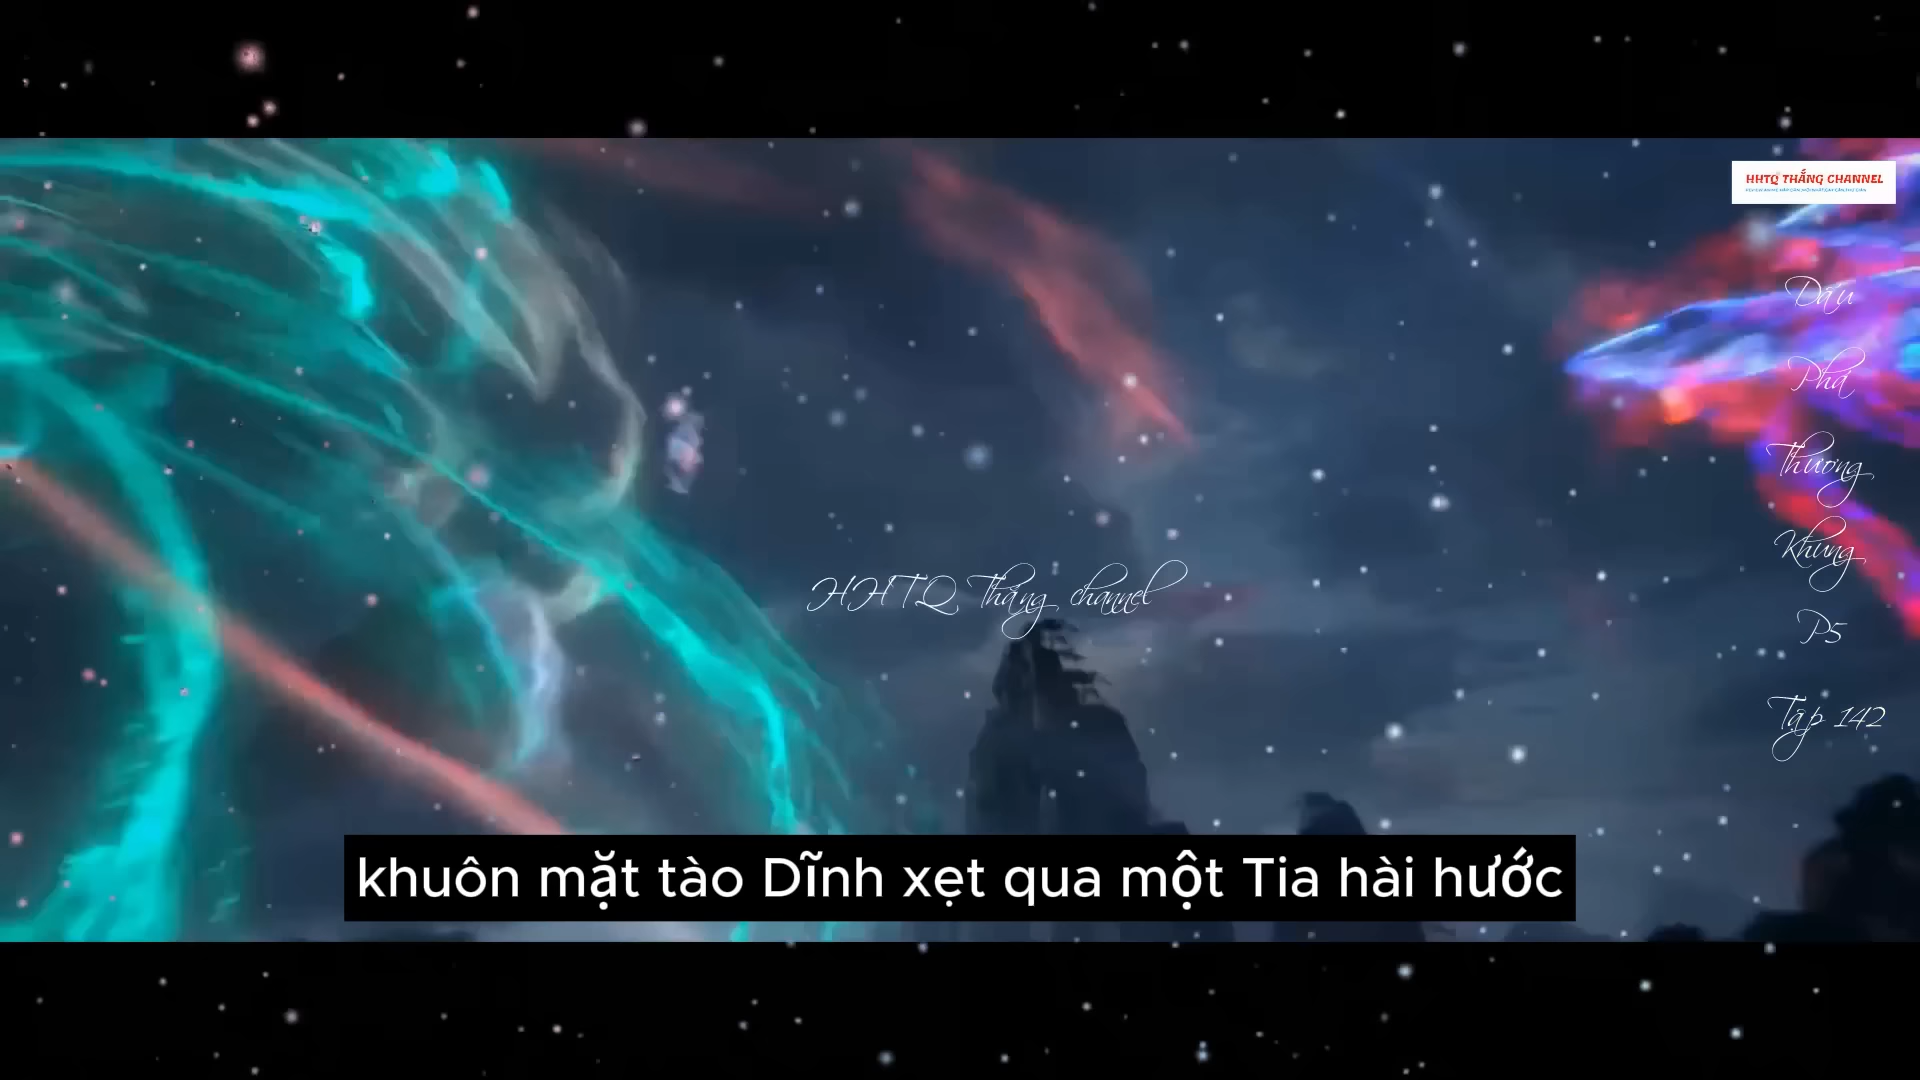 HHTQ THẮNG CHANNEL
Dấu
Phá
Thương
Khung
P5
Tập 142
HHTQ Thắng channel
khuôn mặt tào Dĩnh xẹt qua một Tia hài hước